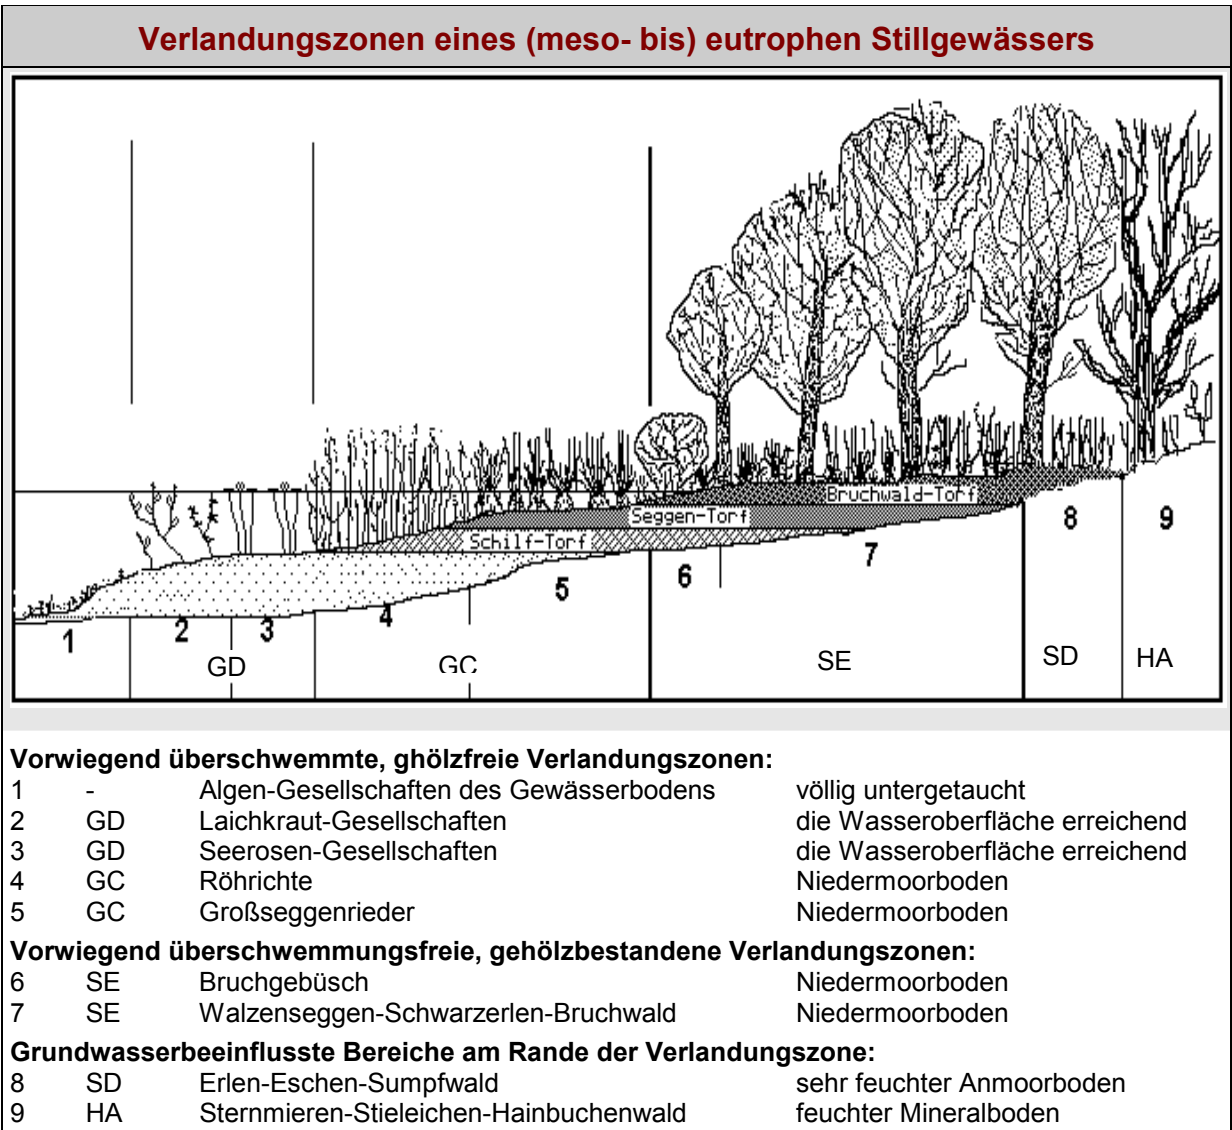 Verlandungszonen eines (meso- bis) eutrophen Stillgewässers
Bruchwald-Torf
Seggen-Torf
Schilf-Torf
1
2
3
4
5
6
7
8
9
GD
GC
SE
SD
HA
Vorwiegend überschwemmte, ghölzfreie Verlandungszonen:
1 - Algen-Gesellschaften des Gewässerbodens völlig untergetaucht
2 GD Laichkraut-Gesellschaften die Wasseroberfläche erreichend
3 GD Seerosen-Gesellschaften die Wasseroberfläche erreichend
4 GC Röhrichte Niedermoorboden
5 GC Großseggenrieder Niedermoorboden
Vorwiegend überschwemmungsfreie, gehölzbestandene Verlandungszonen:
6 SE Bruchgebüsch Niedermoorboden
7 SE Walzenseggen-Schwarzerlen-Bruchwald Niedermoorboden
Grundwasserbeeinflusste Bereiche am Rande der Verlandungszone:
8 SD Erlen-Eschen-Sumpfwald sehr feuchter Anmoorboden
9 HA Sternmieren-Stieleichen-Hainbuchenwald feuchter Mineralboden